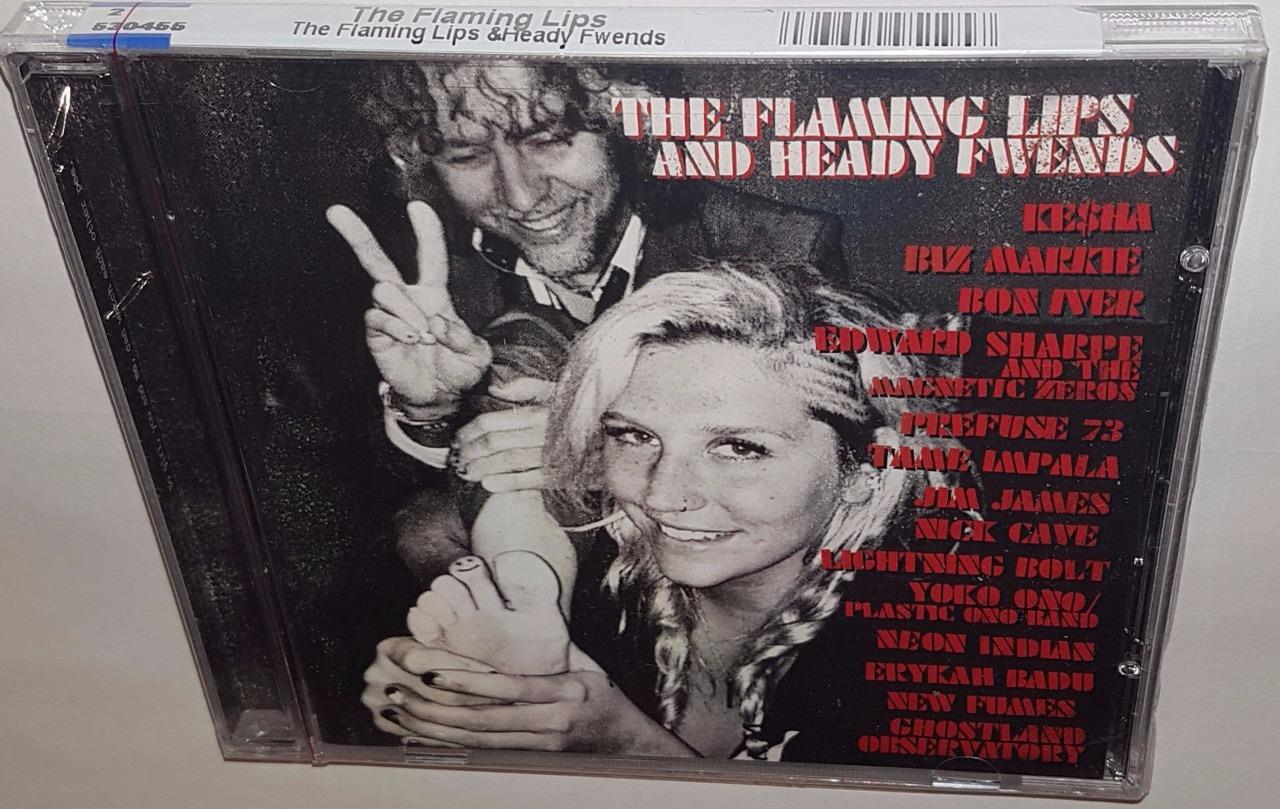 2
530455
The Flaming Lips
The Flaming Lips &Heady Fwends
THE FLAMING LIPS
AND HEADY FWENDS
KE$HA
BIZ MARKIE
BON IVER
EDWARD SHARPE
AND THE
MAGNETIC ZEROS
PREFUSE 73
TAME IMPALA
JIM JAMES
NICK CAVE
LIGHTNING BOLT
YOKO ONO/
PLASTIC ONO BAND
NEON INDIAN
ERYKAH BADU
NEW FUMES
GHOSTLAND
OBSERVATORY